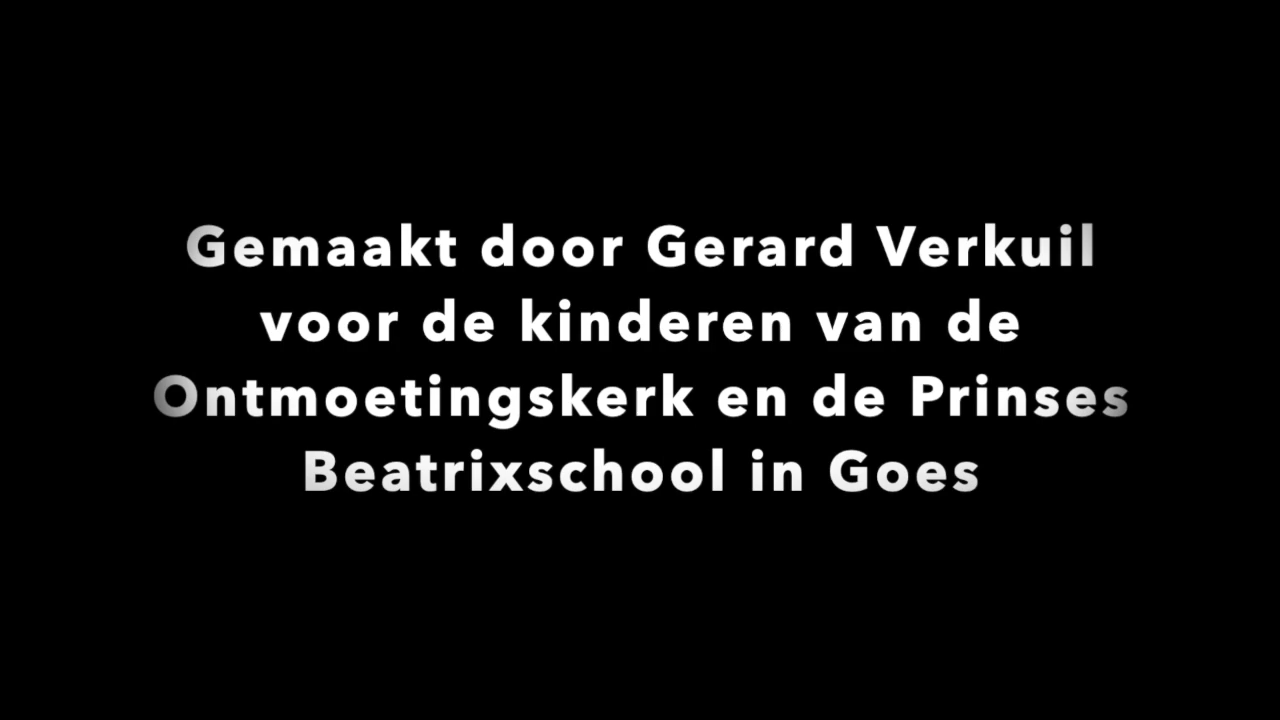 Gemaakt door Gerard Verkuil
voor de kinderen van de
Ontmoetingskerk en de Prinses
Beatrixschool in Goes